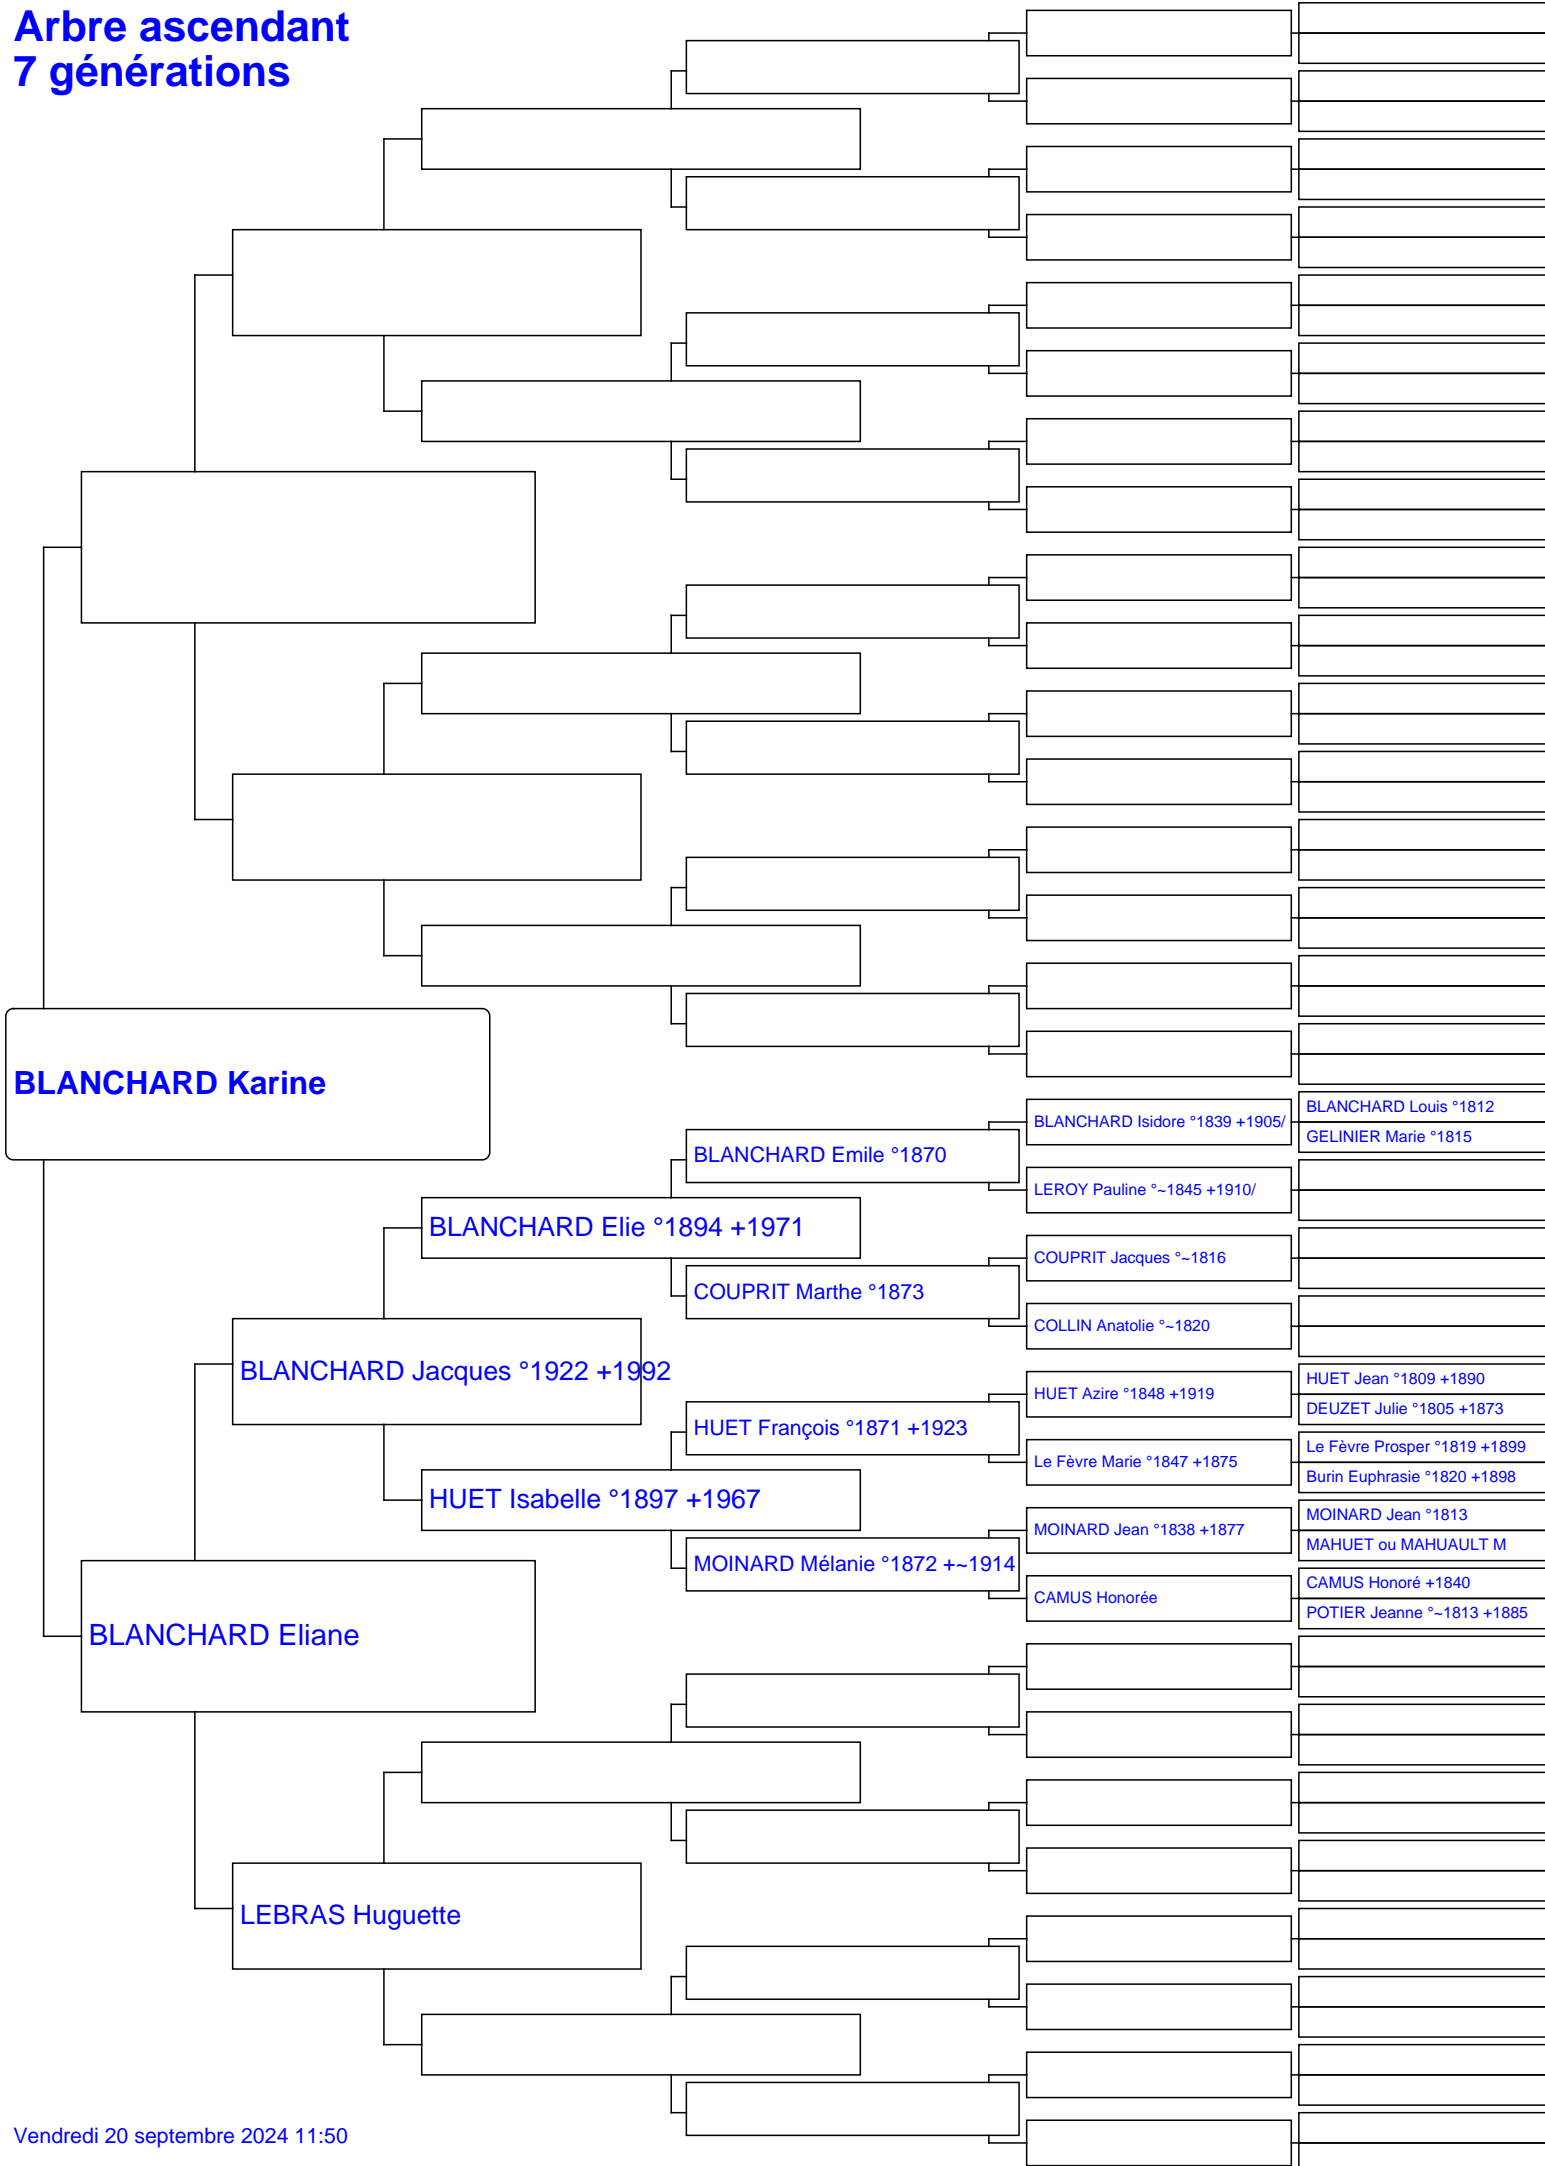 Arbre ascendant
7 générations
BLANCHARD Karine
BLANCHARD Louis °1812
BLANCHARD Isidore °1839 +1905/
GELINIER Marie °1815
BLANCHARD Emile °1870
LEROY Pauline °~1845 +1910/
BLANCHARD Elie °1894 +1971
COUPRIT Jacques °~1816
COUPRIT Marthe °1873
COLLIN Anatolie °~1820
BLANCHARD Jacques °1922 +1992
HUET Jean °1809 +1890
HUET Azire °1848 +1919
DEUZET Julie °1805 +1873
HUET François °1871 +1923
Le Fèvre Prosper °1819 +1899
Le Fèvre Marie °1847 +1875
Burin Euphrasie °1820 +1898
HUET Isabelle °1897 +1967
MOINARD Jean °1813
MOINARD Jean °1838 +1877
MAHUET ou MAHUAULT M
MOINARD Mélanie °1872 +~1914
CAMUS Honoré +1840
CAMUS Honorée
POTIER Jeanne °~1813 +1885
BLANCHARD Eliane
LEBRAS Huguette
Vendredi 20 septembre 2024 11:50